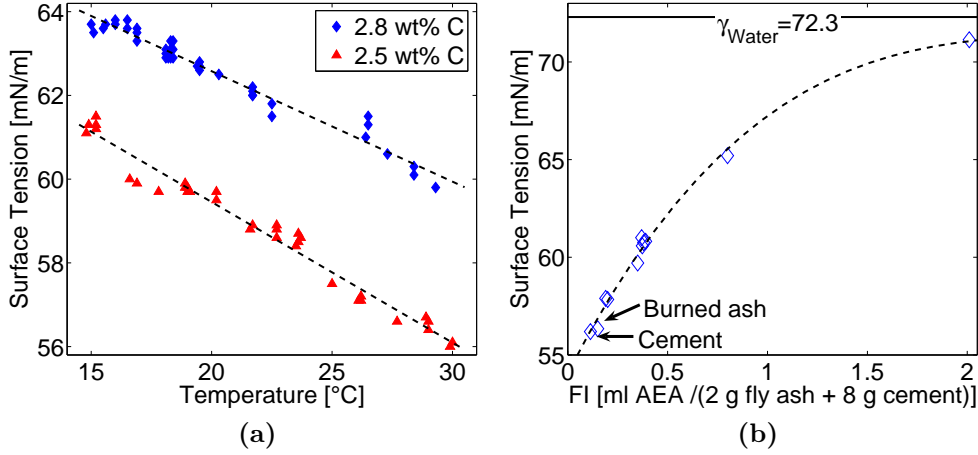 64
62
60
58
56
Surface Tension [mN/m]
2.8 wt% C
2.5 wt% C
15 20 25 30
Temperature [°C]
(a)
70
65
60
55
Surface Tension [mN/m]
γWater=72.3
Burned ash
Cement
0 0.5 1 1.5 2
FI [ml AEA /(2 g fly ash + 8 g cement)]
(b)